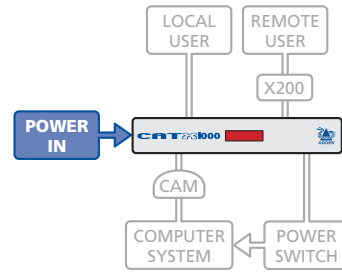 LOCAL
USER
REMOTE
USER
X200
POWER
IN
ADDER
CAM
COMPUTER
SYSTEM
POWER
SWITCH